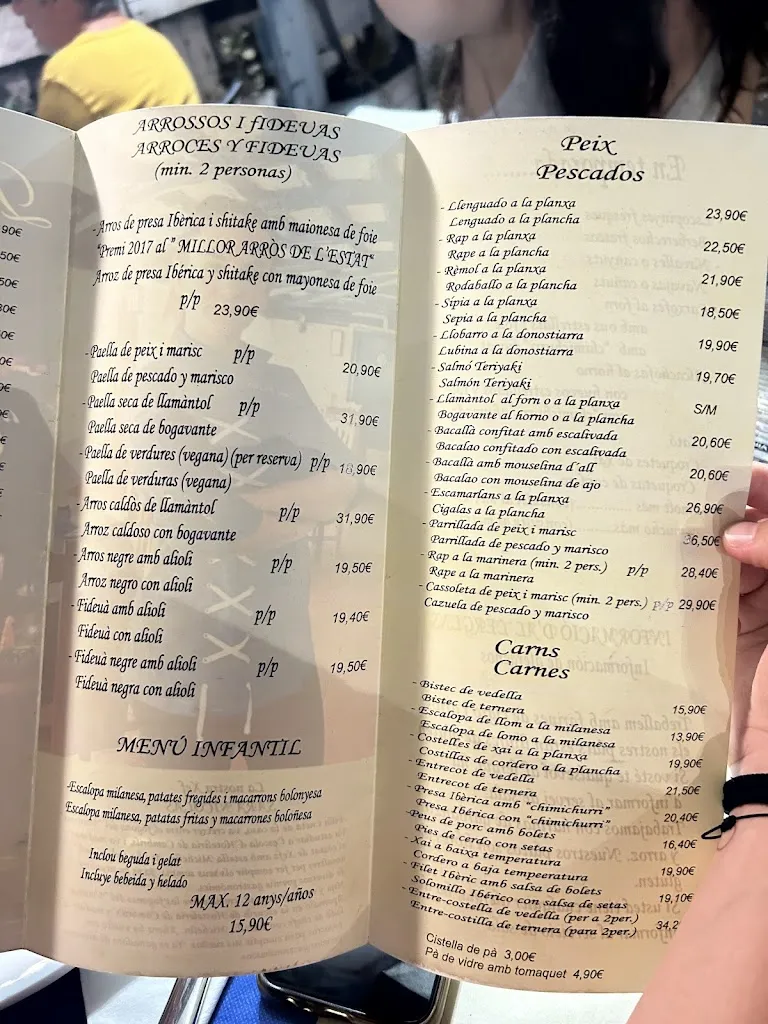 90€
50€
50€
ARROSSOS I FIDEUAS
ARROCES Y FIDEUAS
(min. 2 personas)
- Arros de presa Ibèrica i shitake amb maionesa de foie
"Premi 2017 al " MILLOR ARRÒS DE L'ESTAT"
Arroz de presa Ibérica y shitake con mayonesa de foie
p/p 23,90€
- Paella de peix i marisc p/p 20,90€
Paella de pescado y marisco
- Paella seca de llamàntol p/p 31,90€
Paella seca de bogavante
- Paella de verdures (vegana) (per reserva) p/p 18,90€
Paella de verduras (vegana)
- Arros caldòs de llamàntol p/p 31,90€
Arroz caldoso con bogavante
- Arros negre amb alioli p/p 19,50€
Arroz negro con alioli
- Fideuà amb alioli p/p 19,40€
Fideuà con alioli
- Fideuà negre amb alioli p/p 19,50€
Fideuà negra con alioli
MENÚ INFANTIL
-Escalopa milanesa, patates fregides i macarrons bolonyesa
Escalopa milanesa, patatas fritas y macarrones boloñesa
Inclou beguda i gelat
Incluye bebeida y helado
MAX. 12 anys/años
15,90€
Peix
Pescados
- Llenguado a la planxa 23,90€
Lenguado a la plancha
- Rap a la planxa 22,50€
Rape a la plancha
- Rèmol a la planxa 21,90€
Rodaballo a la plancha
- Sípia a la planxa 18,50€
Sepia a la plancha
- Llobarro a la donostiarra 19,90€
Lubina a la donostiarra
- Salmó Teriyaki 19,70€
Salmón Teriyaki
- Llamàntol al forn o a la planxa S/M
Bogavante al horno o a la plancha
- Bacallà confitat amb escalivada 20,60€
Bacalao confitado con escalivada
- Bacallà amb mouselina d´all 20,60€
Bacalao con mouselina de ajo
- Escamarlans a la planxa 26,90€
Cigalas a la plancha
- Parrillada de peix i marisc 36,50€
Parrillada de pescado y marisco
- Rap a la marinera (min. 2 pers.) p/p 28,40€
Rape a la marinera
- Cassoleta de peix i marisc (min. 2 pers.) p/p 29,90€
Cazuela de pescado y marisco
Carns
Carnes
- Bistec de vedella 15,90€
Bistec de ternera
- Escalopa de llom a la milanesa 13,90€
Escalopa de lomo a la milanesa
- Costelles de xai a la planxa 19,90€
Costillas de cordero a la plancha
- Entrecot de vedella 21,50€
Entrecot de ternera
- Presa Ibèrica amb "chimichurri" 20,40€
Presa Ibérica con "chimichurri"
-Peus de porc amb bolets 16,40€
Pies de cerdo con setas
- Xai a baixa temperatura 19,90€
Cordero a baja tempeeratura
- Filet Ibèric amb salsa de bolets 19,10€
Solomillo Ibérico con salsa de setas
- Entre-costella de vedella (per a 2per.) 34,2
Entre-costilla de ternera (para 2per.)
Cistella de pà 3,00€
Pà de vidre amb tomaquet 4,90€